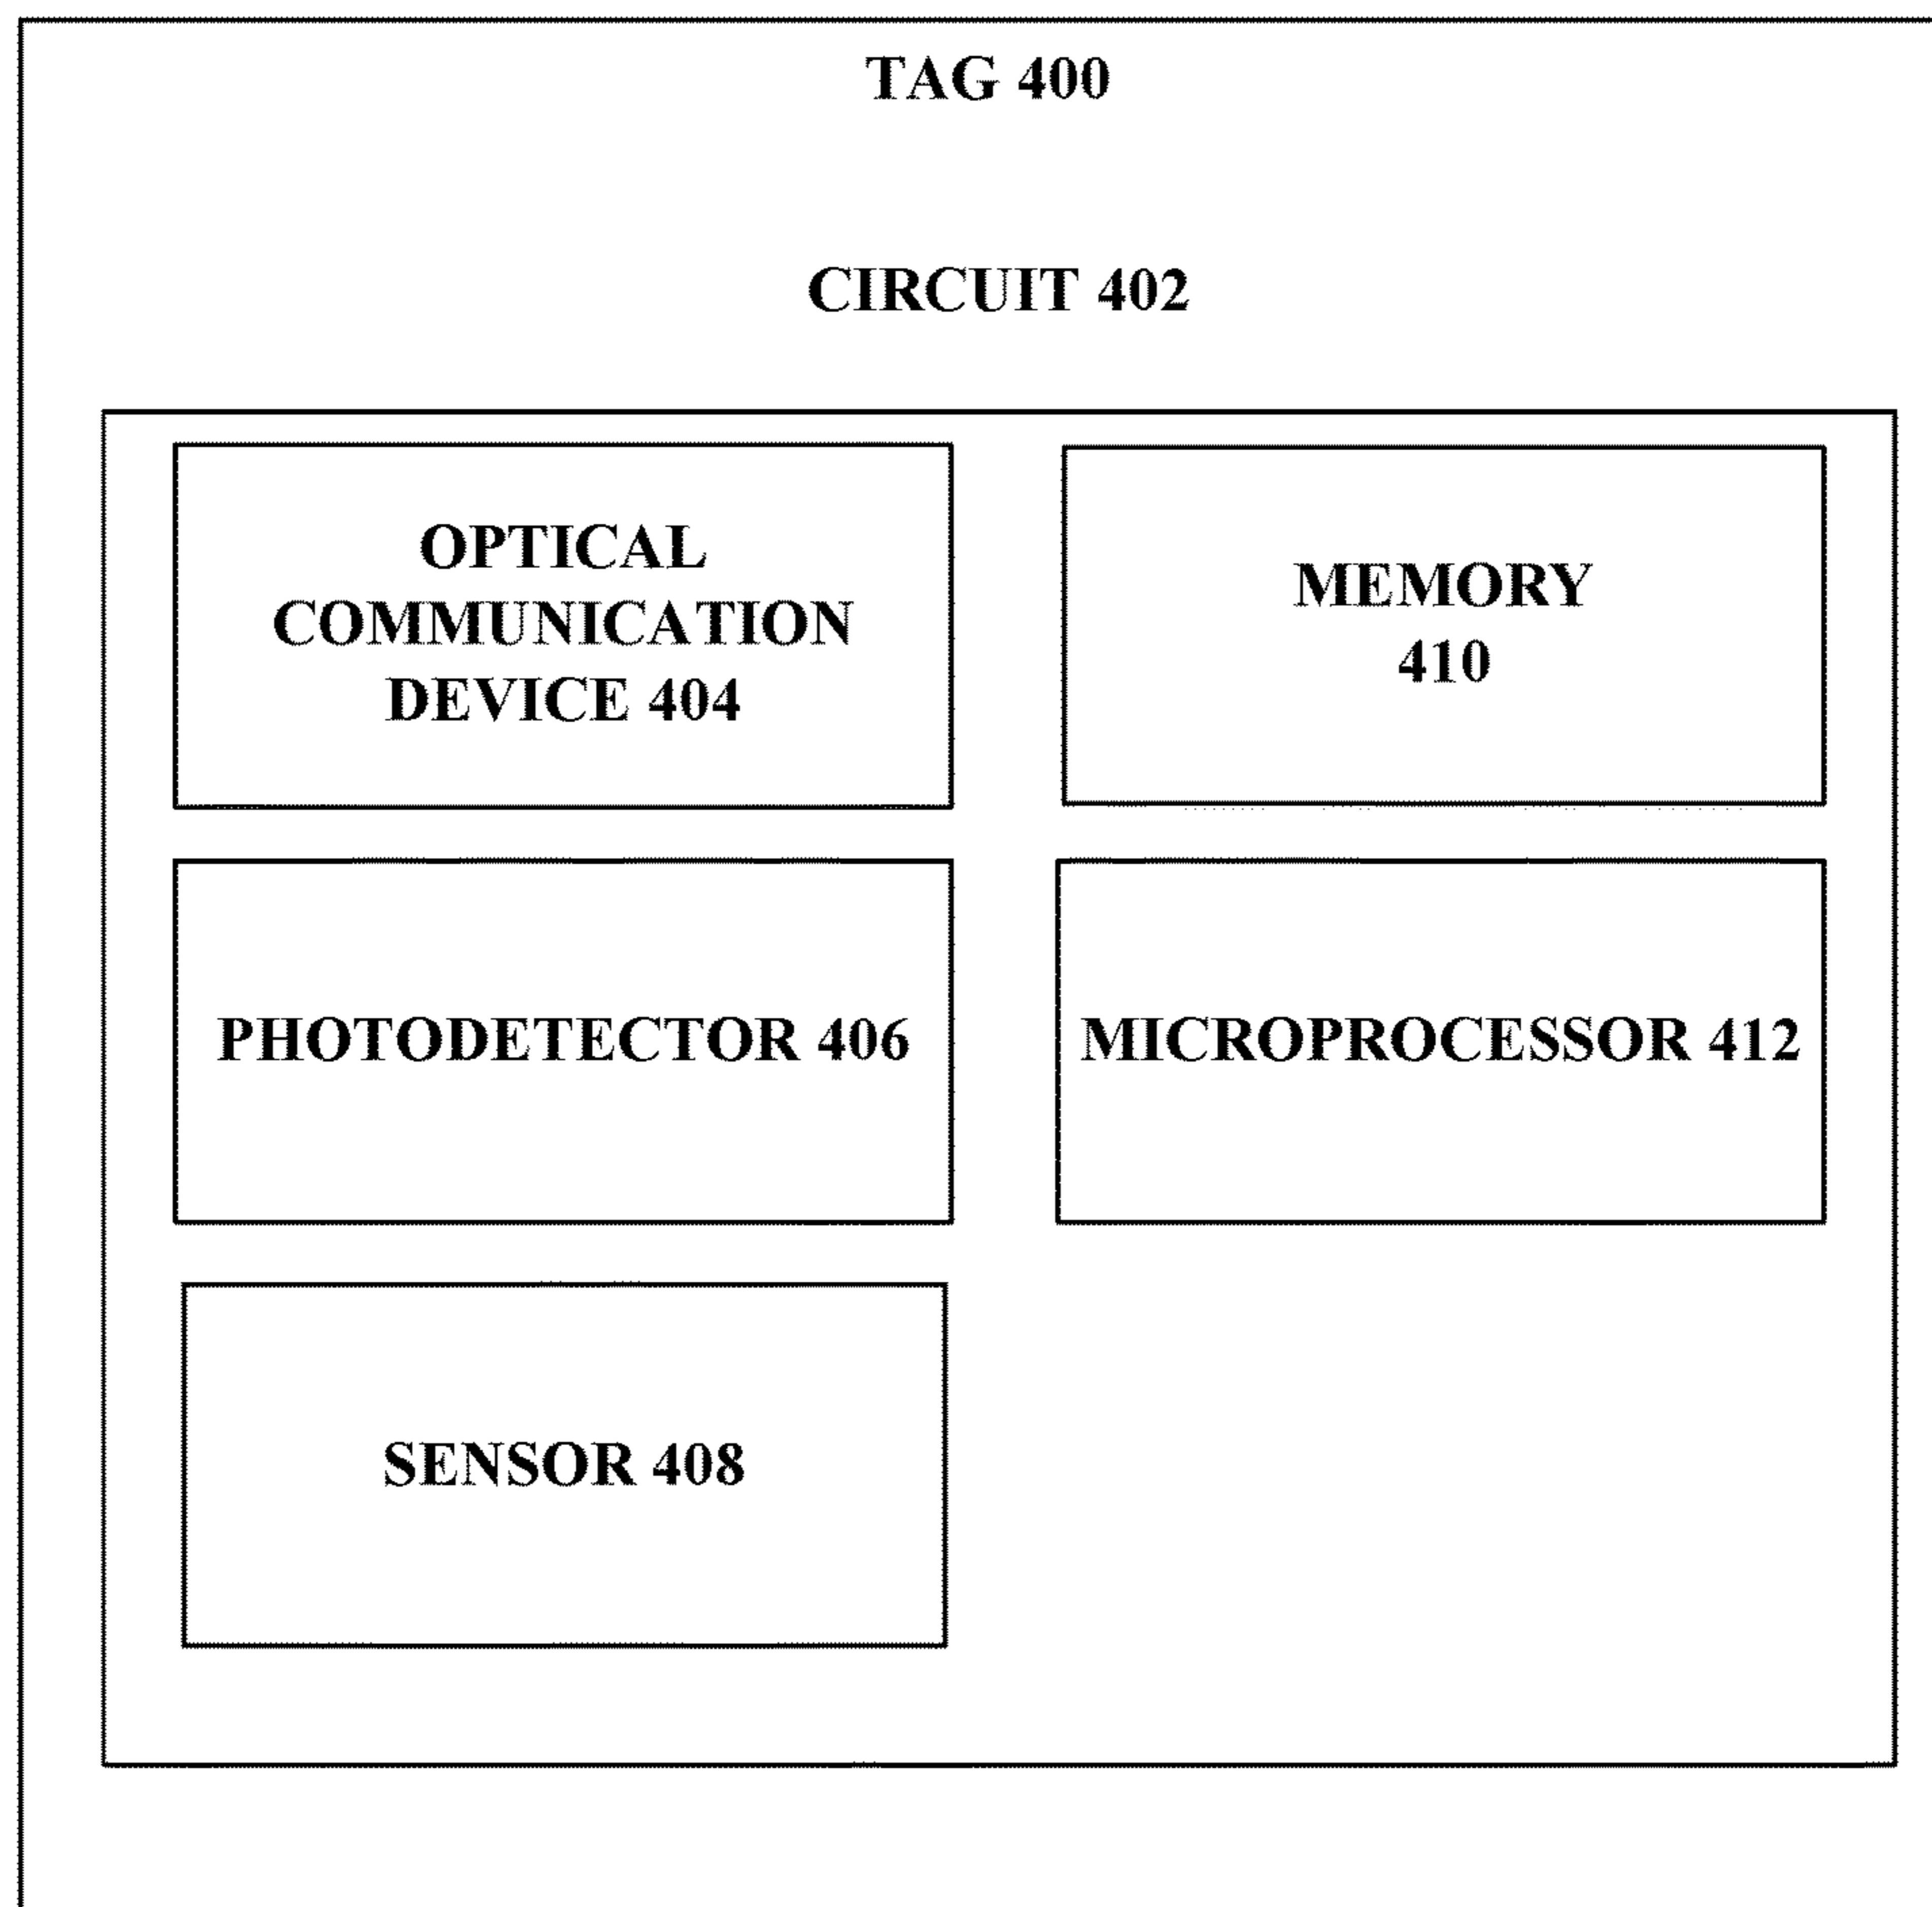 TAG 400
CIRCUIT 402
OPTICAL
COMMUNICATION
DEVICE 404
MEMORY
410
PHOTODETECTOR 406
MICROPROCESSOR 412
SENSOR 408